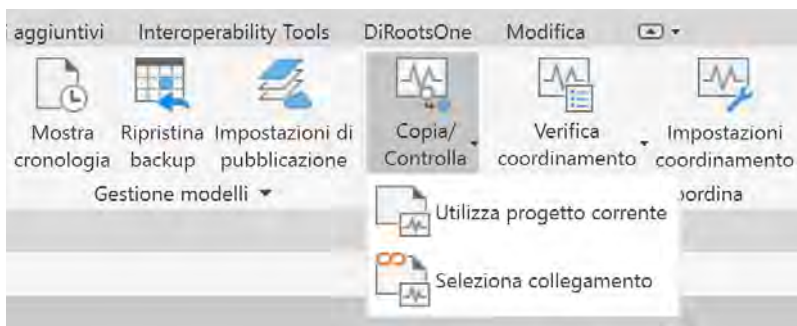 aggiuntivi Interoperability Tools DiRootsOne Modifica
Mostra cronologia Ripristina backup Impostazioni di pubblicazione Copia/ Controlla Verifica coordinamento Impostazioni coordinamento
Gestione modelli
Utilizza progetto corrente
Seleziona collegamento